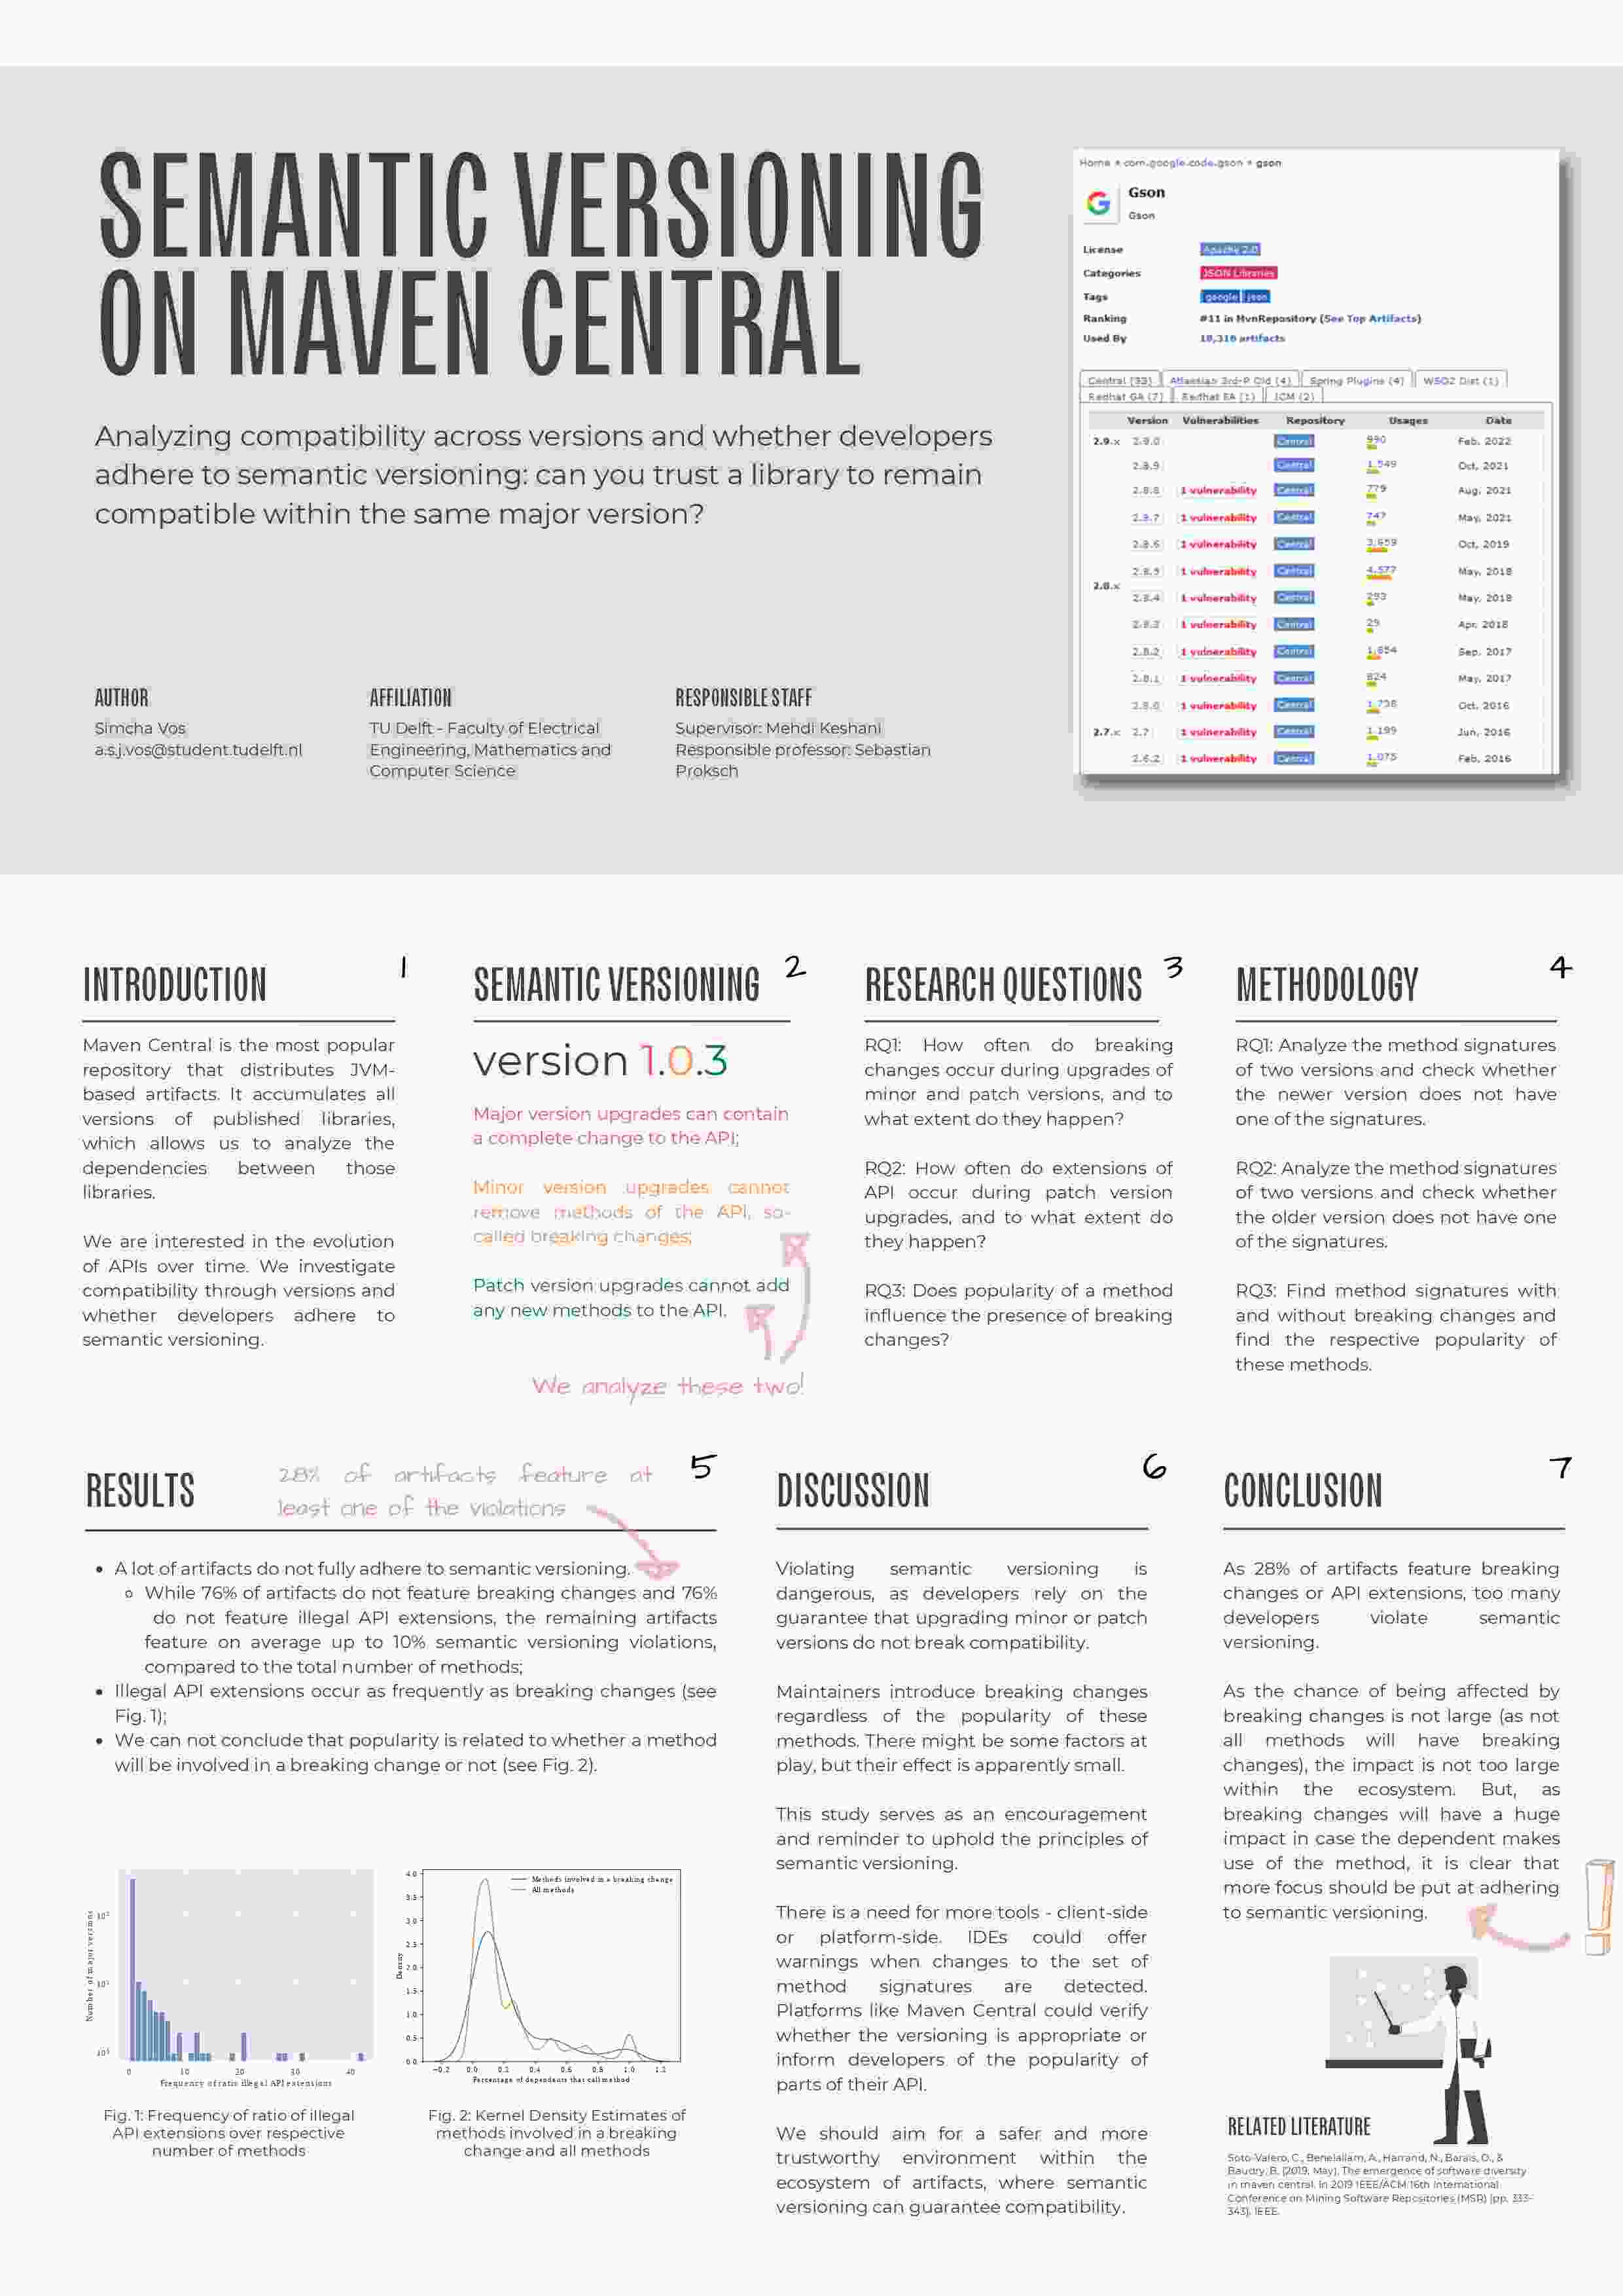 SEMANTIC VERSIONING
ON MAVEN CENTRAL
Analyzing compatibility across versions and whether developers
adhere to semantic versioning: can you trust a library to remain
compatible within the same major version?
AUTHOR
Simcha Vos
a.s.j.vos@student.tudelft.nl
AFFILIATION
TU Delft - Faculty of Electrical
Engineering, Mathematics and
Computer Science
RESPONSIBLE STAFF
Supervisor: Mehdi Keshani
Responsible professor: Sebastian
Proksch
Home » com.google.code.gson » gson
Gson
Gson
License Apache 2.0
Categories JSON Libraries
Tags google json
Ranking #11 in MvnRepository (See Top Artifacts)
Used By 18,316 artifacts
Central (33) Atlassian 3rd-P Old (4) Spring Plugins (4) WSO2 Dist (1)
Redhat GA (7) Redhat EA (1) ICM (2)
Version Vulnerabilities Repository Usages Date
2.9.x 2.9.0 Central 990 Feb, 2022
2.8.9 Central 1,549 Oct, 2021
2.8.8 1 vulnerability Central 779 Aug, 2021
2.8.7 1 vulnerability Central 747 May, 2021
2.8.6 1 vulnerability Central 3,659 Oct, 2019
1 vulnerability Central 4,577 May, 2018
2.8.x
2.8.4 1 vulnerability Central 293 May, 2018
2.8.3 1 vulnerability Central 29 Apr, 2018
2.8.2 1 vulnerability Central 1,654 Sep, 2017
2.8.1 1 vulnerability Central 824 May, 2017
2.8.0 1 vulnerability Central 1,738 Oct, 2016
2.7.x 2.7 1 vulnerability Central 1,199 Jun, 2016
2.6.2 1 vulnerability Central 1,075 Feb, 2016
INTRODUCTION 1
Maven Central is the most popular
repository that distributes JVM-
based artifacts. It accumulates all
versions of published libraries,
which allows us to analyze the
dependencies between those
libraries.
We are interested in the evolution
of APIs over time. We investigate
compatibility through versions and
whether developers adhere to
semantic versioning.
SEMANTIC VERSIONING 2
version 1.0.3
Major version upgrades can contain
a complete change to the API;
Minor version upgrades cannot
remove methods of the API, so-
called breaking changes;
Patch version upgrades cannot add
any new methods to the API.
We analyze these two!
RESEARCH QUESTIONS 3
RQ1: How often do breaking
changes occur during upgrades of
minor and patch versions, and to
what extent do they happen?
RQ2: How often do extensions of
API occur during patch version
upgrades, and to what extent do
they happen?
RQ3: Does popularity of a method
influence the presence of breaking
changes?
METHODOLOGY 4
RQ1: Analyze the method signatures
of two versions and check whether
the newer version does not have
one of the signatures.
RQ2: Analyze the method signatures
of two versions and check whether
the older version does not have one
of the signatures.
RQ3: Find method signatures with
and without breaking changes and
find the respective popularity of
these methods.
RESULTS 5
28% of artifacts feature at
least one of the violations
• A lot of artifacts do not fully adhere to semantic versioning.
◦ While 76% of artifacts do not feature breaking changes and 76%
do not feature illegal API extensions, the remaining artifacts
feature on average up to 10% semantic versioning violations,
compared to the total number of methods;
• Illegal API extensions occur as frequently as breaking changes (see
Fig. 1);
• We can not conclude that popularity is related to whether a method
will be involved in a breaking change or not (see Fig. 2).
Number of major versions
0 10 20 30 40
Frequency of ratio illegal API extensions
Fig. 1: Frequency of ratio of illegal
API extensions over respective
number of methods
Methods involved in a breaking change
All methods
4.0
3.5
3.0
2.5
2.0
1.5
1.0
0.5
0.0
Density
-0.2 0.0 0.2 0.4 0.6 0.8 1.0 1.2
Percentage of dependents that call method
Fig. 2: Kernel Density Estimates of
methods involved in a breaking
change and all methods
DISCUSSION 6
Violating semantic versioning is
dangerous, as developers rely on the
guarantee that upgrading minor or patch
versions do not break compatibility.
Maintainers introduce breaking changes
regardless of the popularity of these
methods. There might be some factors at
play, but their effect is apparently small.
This study serves as an encouragement
and reminder to uphold the principles of
semantic versioning.
There is a need for more tools - client-side
or platform-side. IDEs could offer
warnings when changes to the set of
method signatures are detected.
Platforms like Maven Central could verify
whether the versioning is appropriate or
inform developers of the popularity of
parts of their API.
We should aim for a safer and more
trustworthy environment within the
ecosystem of artifacts, where semantic
versioning can guarantee compatibility.
CONCLUSION 7
As 28% of artifacts feature breaking
changes or API extensions, too many
developers violate semantic
versioning.
As the chance of being affected by
breaking changes is not large (as not
all methods will have breaking
changes), the impact is not too large
within the ecosystem. But, as
breaking changes will have a huge
impact in case the dependent makes
use of the method, it is clear that
more focus should be put at adhering
to semantic versioning.
!
RELATED LITERATURE
Soto-Valero, C., Benelallam, A., Harrand, N., Barais, O., &
Baudry, B. (2019, May). The emergence of software diversity
in maven central. In 2019 IEEE/ACM 16th International
Conference on Mining Software Repositories (MSR) (pp. 333-
343). IEEE.